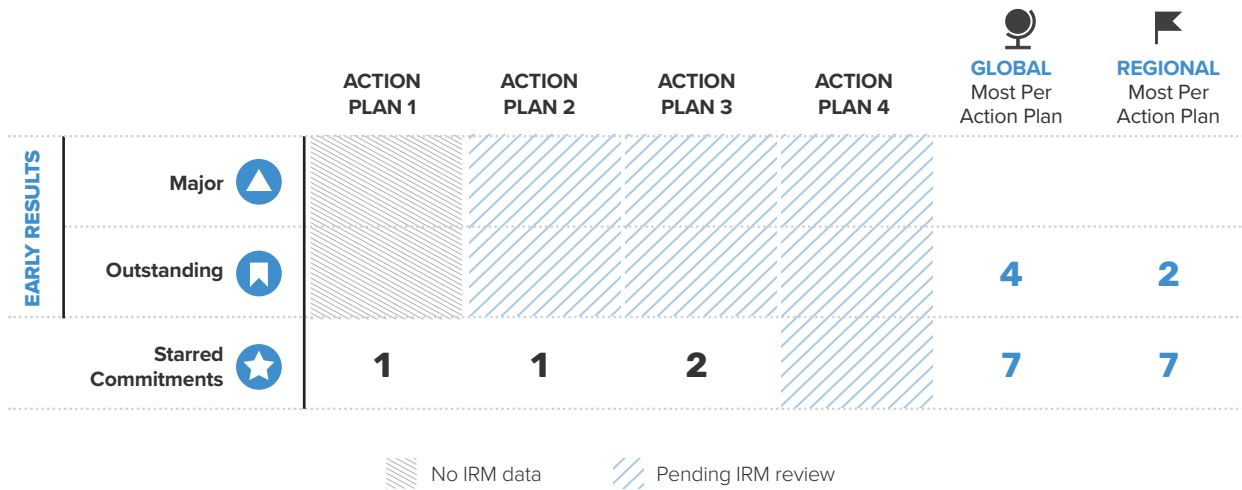 ACTION
PLAN 1
ACTION
PLAN 2
ACTION
PLAN 3
ACTION
PLAN 4
GLOBAL
Most Per
Action Plan
REGIONAL
Most Per
Action Plan
EARLY RESULTS
Major
Outstanding
4
2
Starred
Commitments
1
1
2
7
7
No IRM data
Pending IRM review